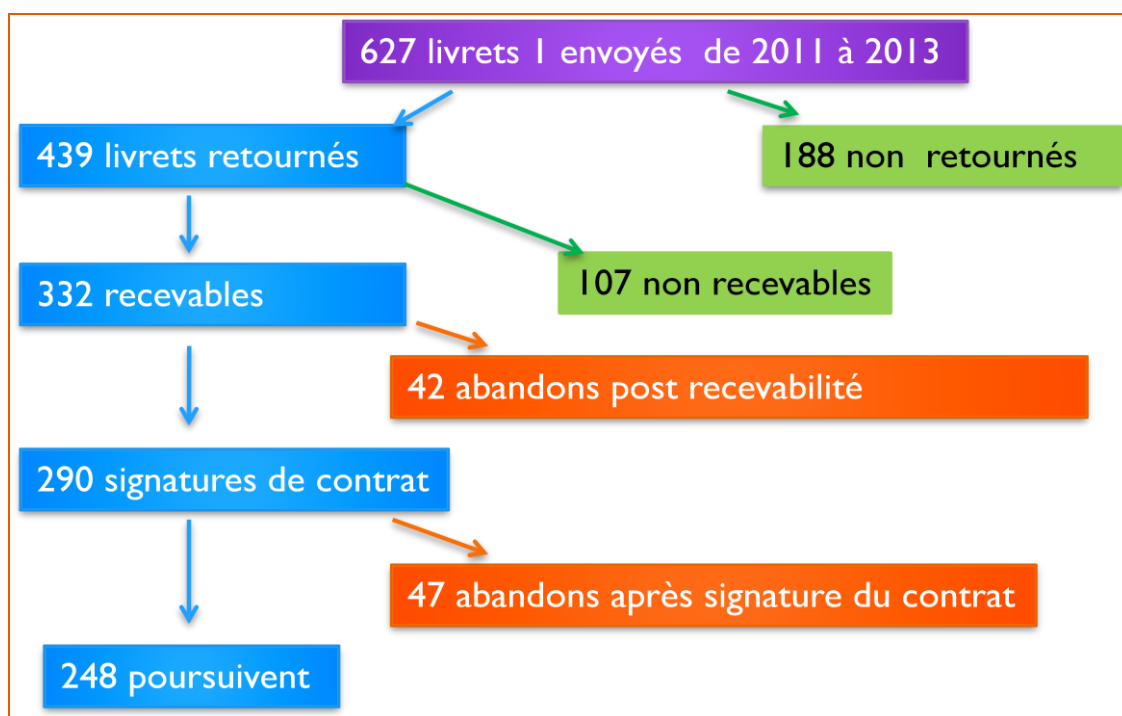 627 livrets 1 envoyés de 2011 à 2013
439 livrets retournés
188 non retournés
332 recevables
107 non recevables
42 abandons post recevabilité
290 signatures de contrat
47 abandons après signature du contrat
248 poursuivent